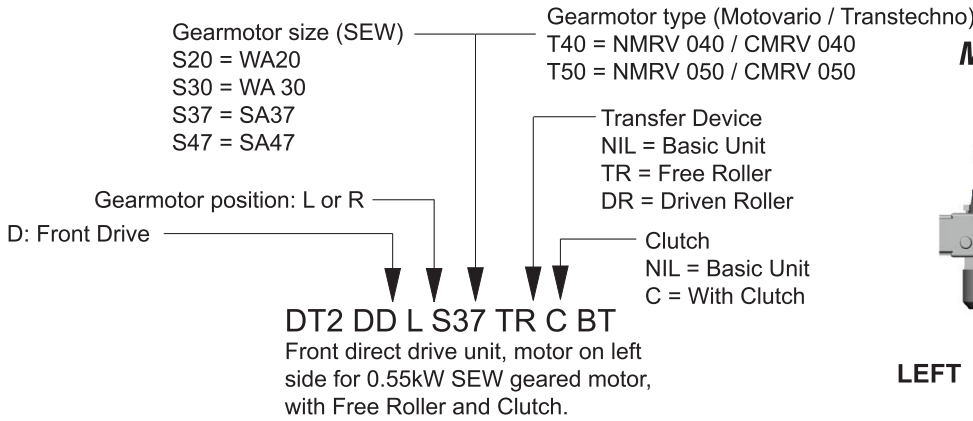 Gearmotor size (SEW)
S20 = WA20
S30 = WA 30
S37 = SA37
S47 = SA47
Gearmotor type (Motovario / Transtechno)
T40 = NMRV 040 / CMRV 040
T50 = NMRV 050 / CMRV 050
Transfer Device
NIL = Basic Unit
TR = Free Roller
DR = Driven Roller
Gearmotor position: L or R
D: Front Drive
Clutch
NIL = Basic Unit
C = With Clutch
DT2 DD L S37 TR C BT
Front direct drive unit, motor on left
side for 0.55kW SEW geared motor,
with Free Roller and Clutch.
LEFT